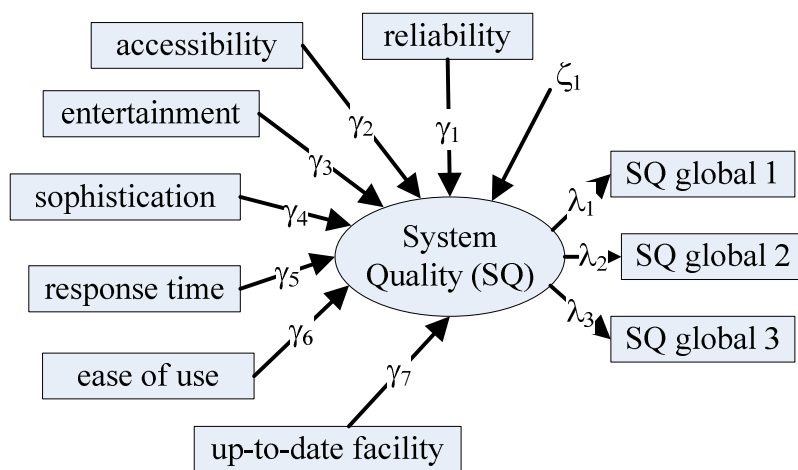 accessibility
reliability
ζ1
entertainment
γ2
γ1
γ3
SQ global 1
sophistication
γ4
λ1
System
Quality (SQ)
λ2
SQ global 2
response time
γ5
γ6
λ3
SQ global 3
ease of use
γ7
up-to-date facility